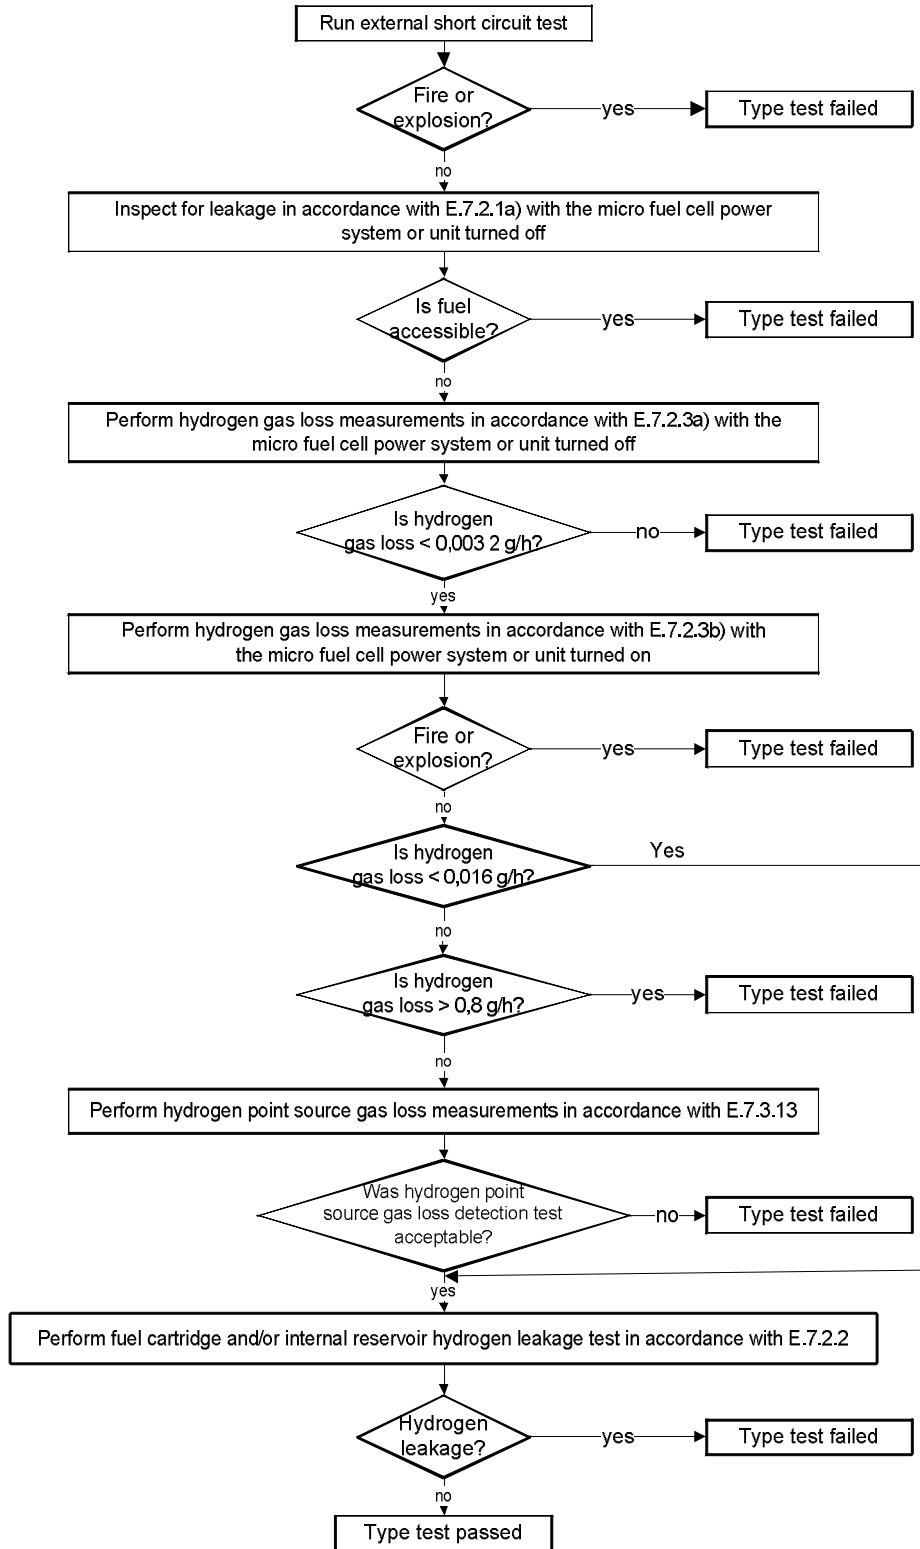 Run external short circuit test
Fire or
explosion?
yes
Type test failed
no
Inspect for leakage in accordance with E.7.2.1a) with the micro fuel cell power
system or unit turned off
Is fuel
accessible?
yes
Type test failed
no
Perform hydrogen gas loss measurements in accordance with E.7.2.3a) with the
micro fuel cell power system or unit turned off
Is hydrogen
gas loss < 0,003 2 g/h?
no
Type test failed
yes
Perform hydrogen gas loss measurements in accordance with E.7.2.3b) with
the micro fuel cell power system or unit turned on
Fire or
explosion?
yes
Type test failed
no
Is hydrogen
gas loss < 0,016 g/h?
Yes
no
Is hydrogen
gas loss > 0,8 g/h?
yes
Type test failed
no
Perform hydrogen point source gas loss measurements in accordance with E.7.3.13
Was hydrogen point
source gas loss detection test
acceptable?
no
Type test failed
yes
Perform fuel cartridge and/or internal reservoir hydrogen leakage test in accordance with E.7.2.2
Hydrogen
leakage?
yes
Type test failed
no
Type test passed